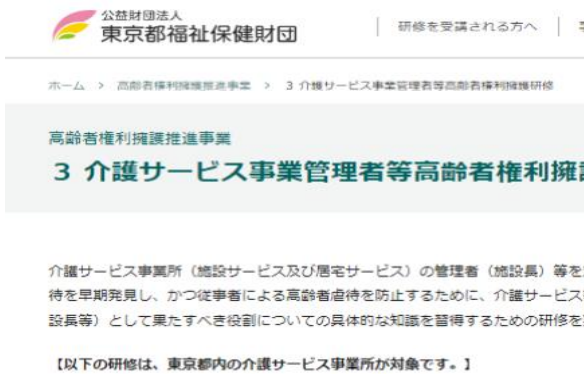 公益財団法人
東京都福祉保健財団
研修を受講される方へ
ホーム > 高齢者権利擁護推進事業 > 3 介護サービス事業管理者等高齢者権利擁護研修
高齢者権利擁護推進事業
3 介護サービス事業管理者等高齢者権利擁
介護サービス事業所(施設サービス及び居宅サービス)の管理者(施設長)等を
待を早期発見し、かつ従事者による高齢者虐待を防止するために、介護サービス
設長等)として果たすべき役割についての具体的な知識を習得するための研修を
【以下の研修は、東京都内の介護サービス事業所が対象です。】